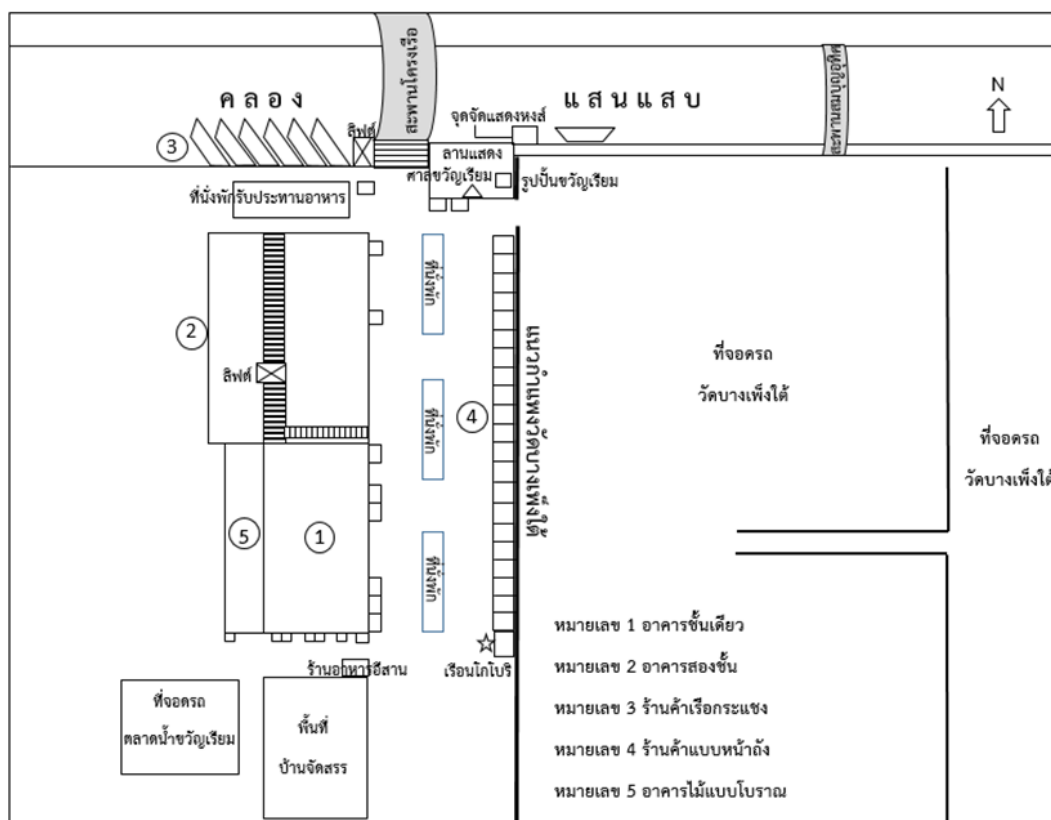 สะพานโครงเรือ
สะพานสมบุญอุทิศ
คลอง
แสนแสบ
N
ลิฟต์
จุดจัดแสดงหงส์
3
ลานแสดง
ศาลขวัญเรียม
รูปปั้นขวัญเรียม
ที่นั่งพักรับประทานอาหาร
ที่นั่งพัก
2
ลิฟต์
ที่นั่งพัก
4
แนวกำแพงวัดบางเพ็งใต้
ที่จอดรถ
วัดบางเพ็งใต้
ที่จอดรถ
วัดบางเพ็งใต้
5
1
ที่นั่งพัก
หมายเลข 1 อาคารชั้นเดียว
หมายเลข 2 อาคารสองชั้น
หมายเลข 3 ร้านค้าเรือกระแชง
หมายเลข 4 ร้านค้าแบบหน้าถัง
หมายเลข 5 อาคารไม้แบบโบราณ
ร้านอาหารอีสาน
เรือนโกโบริ
ที่จอดรถ
ตลาดน้ำขวัญเรียม
พื้นที่
บ้านจัดสรร